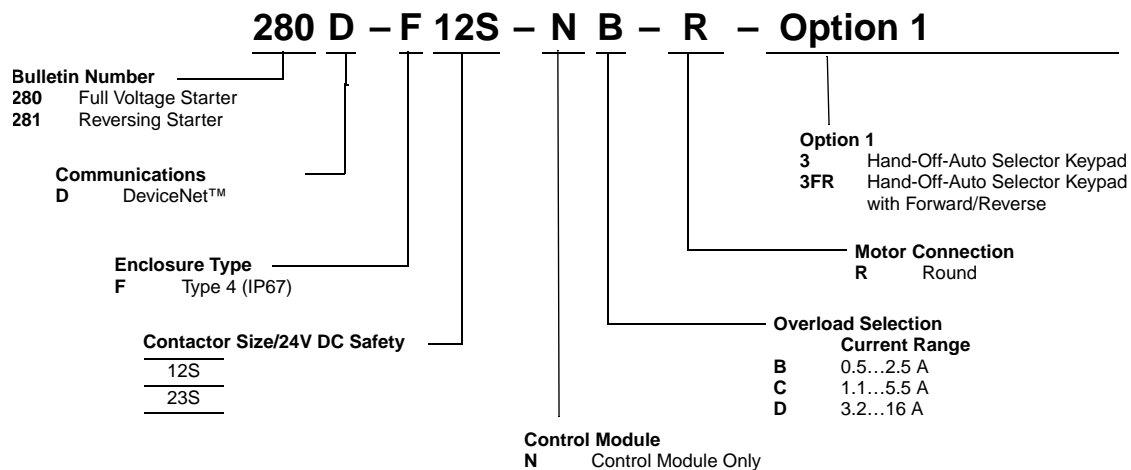 280 D – F 12S – N B – R – Option 1
Bulletin Number
280 Full Voltage Starter
281 Reversing Starter
Communications
D DeviceNet™
Enclosure Type
F Type 4 (IP67)
Contactor Size/24V DC Safety
12S
23S
Option 1
3 Hand-Off-Auto Selector Keypad
3FR Hand-Off-Auto Selector Keypad
with Forward/Reverse
Motor Connection
R Round
Overload Selection
Current Range
B 0.5…2.5 A
C 1.1…5.5 A
D 3.2…16 A
Control Module
N Control Module Only